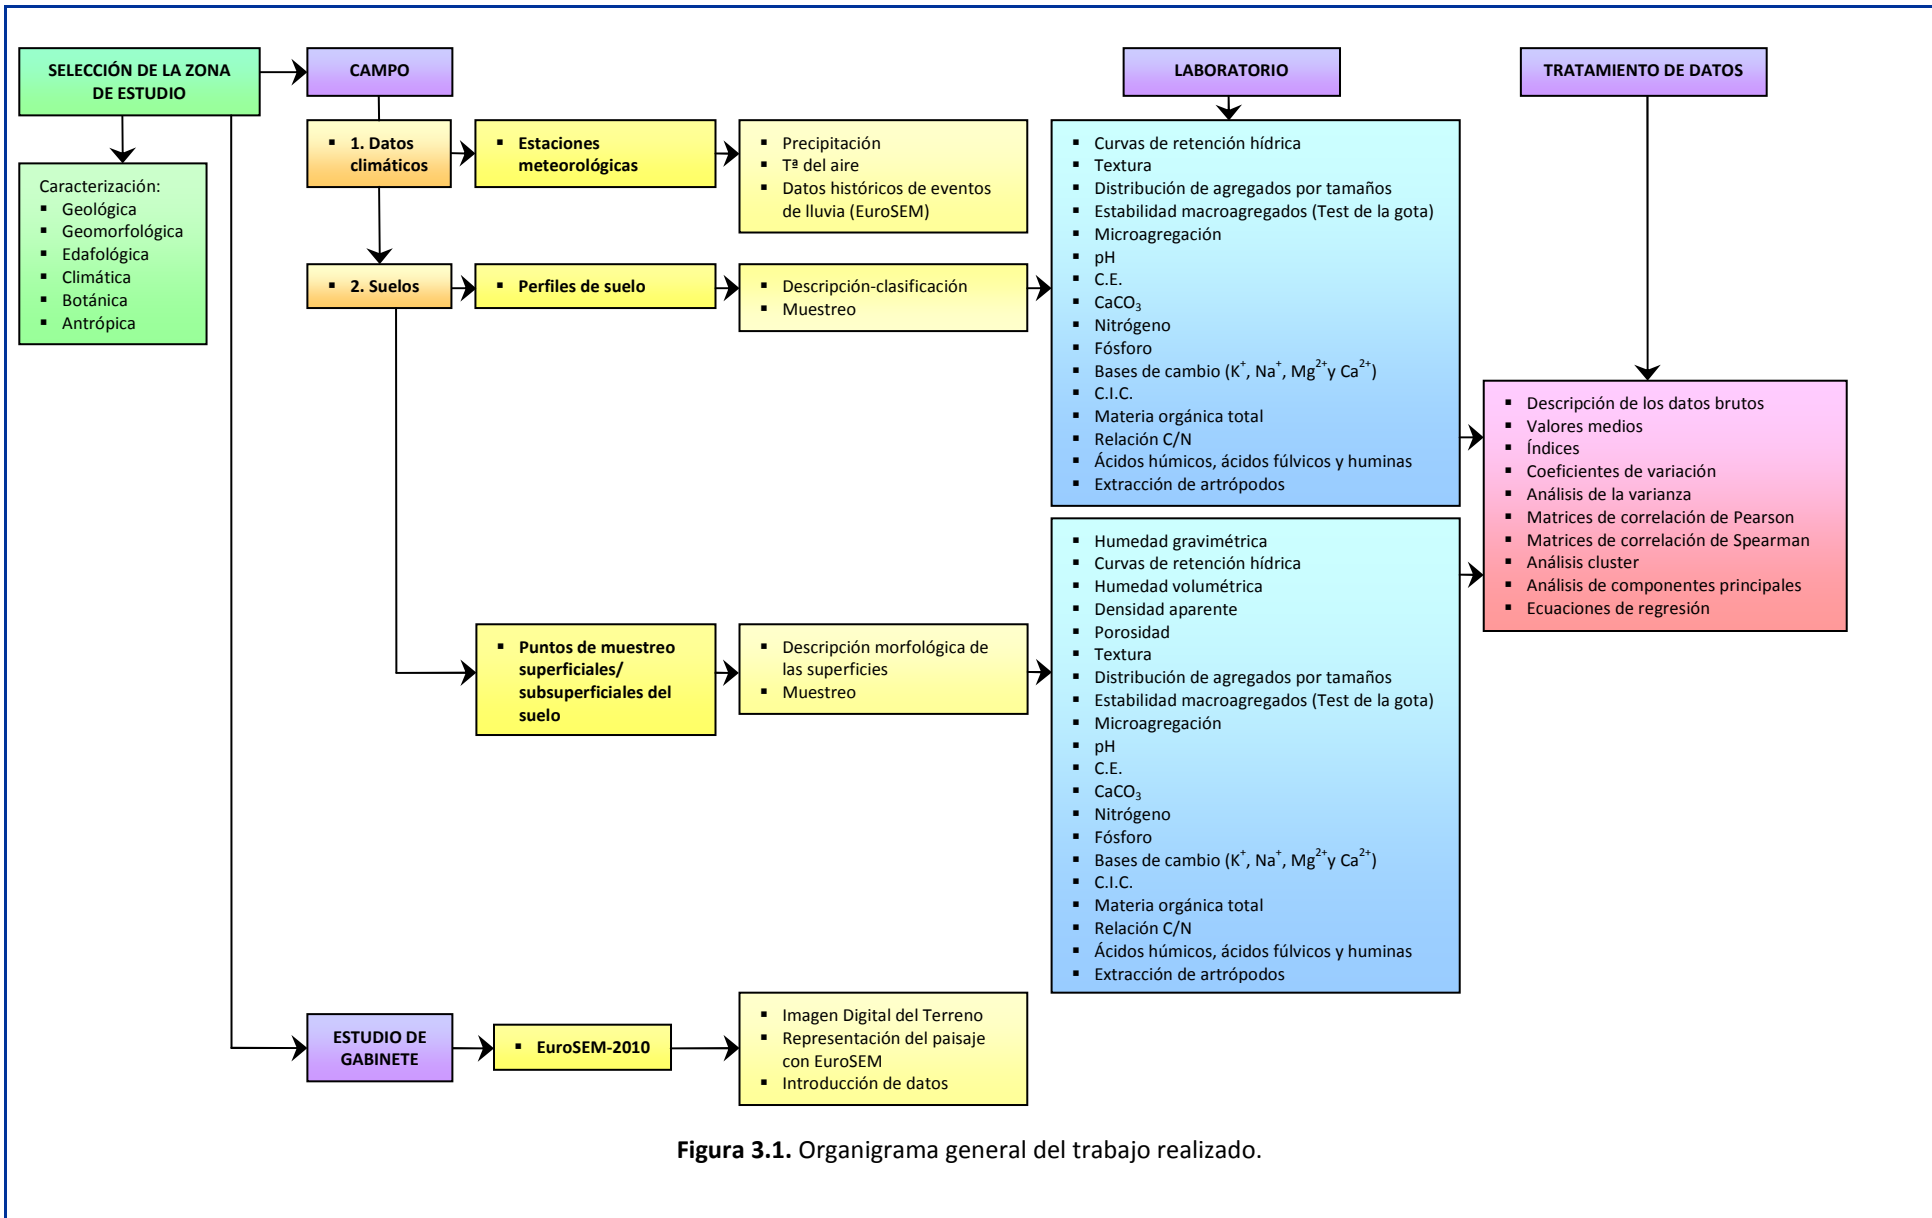 SELECCIÓN DE LA ZONA
DE ESTUDIO
Caracterización:
▪ Geológica
▪ Geomorfológica
▪ Edafológica
▪ Climática
▪ Botánica
▪ Antrópica
CAMPO
▪ 1. Datos
climáticos
▪ Estaciones
meteorológicas
▪ Precipitación
▪ Tª del aire
▪ Datos históricos de eventos
de lluvia (EuroSEM)
▪ 2. Suelos
▪ Perfiles de suelo
▪ Descripción-clasificación
▪ Muestreo
▪ Puntos de muestreo
superficiales/
subsuperficiales del
suelo
▪ Descripción morfológica de
las superficies
▪ Muestreo
ESTUDIO DE
GABINETE
▪ EuroSEM-2010
▪ Imagen Digital del Terreno
▪ Representación del paisaje
con EuroSEM
▪ Introducción de datos
LABORATORIO
▪ Curvas de retención hídrica
▪ Textura
▪ Distribución de agregados por tamaños
▪ Estabilidad macroagregados (Test de la gota)
▪ Microagregación
▪ pH
▪ C.E.
▪ CaCO₃
▪ Nitrógeno
▪ Fósforo
▪ Bases de cambio (K⁺, Na⁺, Mg²⁺y Ca²⁺)
▪ C.I.C.
▪ Materia orgánica total
▪ Relación C/N
▪ Ácidos húmicos, ácidos fúlvicos y huminas
▪ Extracción de artrópodos
▪ Humedad gravimétrica
▪ Curvas de retención hídrica
▪ Humedad volumétrica
▪ Densidad aparente
▪ Porosidad
▪ Textura
▪ Distribución de agregados por tamaños
▪ Estabilidad macroagregados (Test de la gota)
▪ Microagregación
▪ pH
▪ C.E.
▪ CaCO₃
▪ Nitrógeno
▪ Fósforo
▪ Bases de cambio (K⁺, Na⁺, Mg²⁺y Ca²⁺)
▪ C.I.C.
▪ Materia orgánica total
▪ Relación C/N
▪ Ácidos húmicos, ácidos fúlvicos y huminas
▪ Extracción de artrópodos
TRATAMIENTO DE DATOS
▪ Descripción de los datos brutos
▪ Valores medios
▪ Índices
▪ Coeficientes de variación
▪ Análisis de la varianza
▪ Matrices de correlación de Pearson
▪ Matrices de correlación de Spearman
▪ Análisis cluster
▪ Análisis de componentes principales
▪ Ecuaciones de regresión
Figura 3.1. Organigrama general del trabajo realizado.